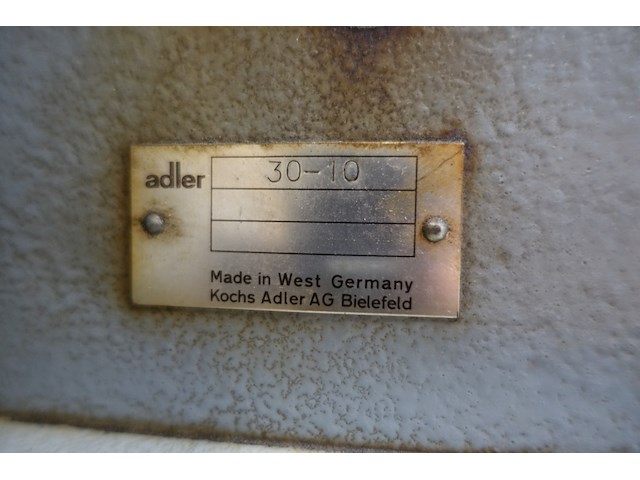 adler
30-10
Made in West Germany
Kochs Adler AG Bielefeld